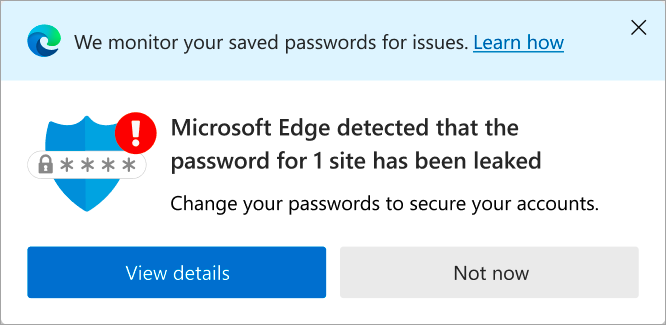 We monitor your saved passwords for issues. Learn how
Microsoft Edge detected that the
password for 1 site has been leaked
Change your passwords to secure your accounts.
View details
Not now